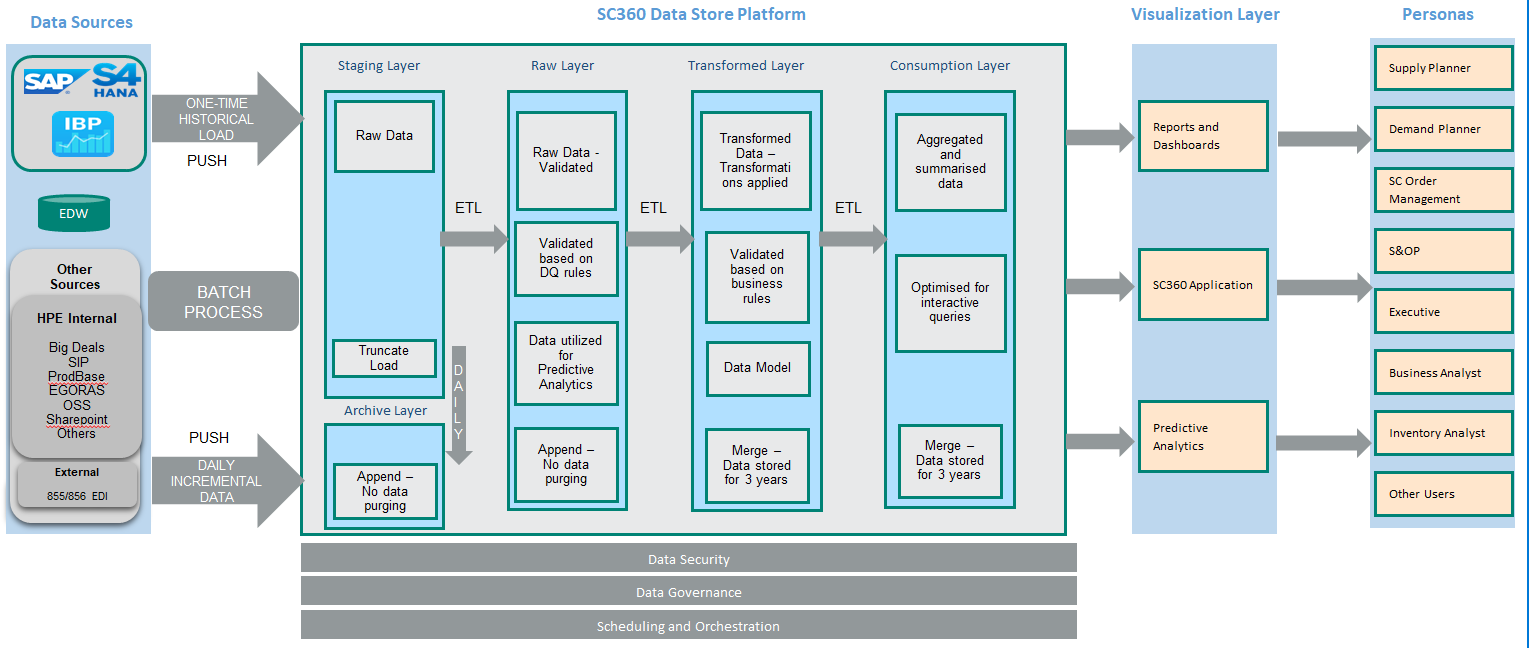 Data Sources
SC360 Data Store Platform
Visualization Layer
Personas
SAP
S4
HANA
IBP
EDW
Other
Sources
HPE Internal
Big Deals
SIP
ProdBase
EGORAS
OSS
Sharepoint
Others
External
855/856 EDI
ONE-TIME
HISTORICAL
LOAD
PUSH
BATCH
PROCESS
PUSH
DAILY
INCREMENTAL
DATA
Staging Layer
Raw Data
Truncate
Load
Archive Layer
Append –
No data
purging
DAILY
ETL
Raw Layer
Raw Data -
Validated
Validated
based on
DQ rules
Data utilized
for
Predictive
Analytics
Append –
No data
purging
ETL
Transformed Layer
Transformed
Data –
Transformati
ons applied
Validated
based on
business
rules
Data Model
Merge –
Data stored
for 3 years
ETL
Consumption Layer
Aggregated
and
summarised
data
Optimised for
interactive
queries
Merge –
Data stored
for 3 years
Data Security
Data Governance
Scheduling and Orchestration
Reports and
Dashboards
SC360 Application
Predictive
Analytics
Supply Planner
Demand Planner
SC Order
Management
S&OP
Executive
Business Analyst
Inventory Analyst
Other Users